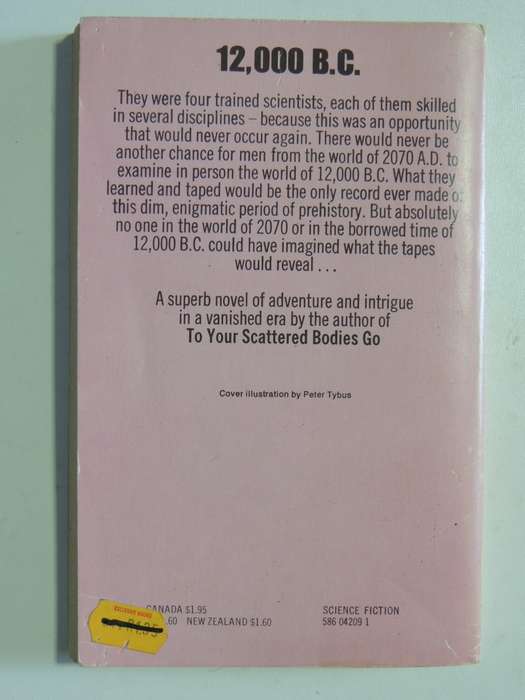 12,000 B.C.
They were four trained scientists, each of them skilled
in several disciplines – because this was an opportunity
that would never occur again. There would never be
another chance for men from the world of 2070 A.D. to
examine in person the world of 12,000 B.C. What they
learned and taped would be the only record ever made of
this dim, enigmatic period of prehistory. But absolutely
no one in the world of 2070 or in the borrowed time of
12,000 B.C. could have imagined what the tapes
would reveal ...
A superb novel of adventure and intrigue
in a vanished era by the author of
To Your Scattered Bodies Go
Cover illustration by Peter Tybus
CANADA $1.95
.60 NEW ZEALAND $1.60
SCIENCE FICTION
586 04209 1
EXCLUSIVE BOOKS